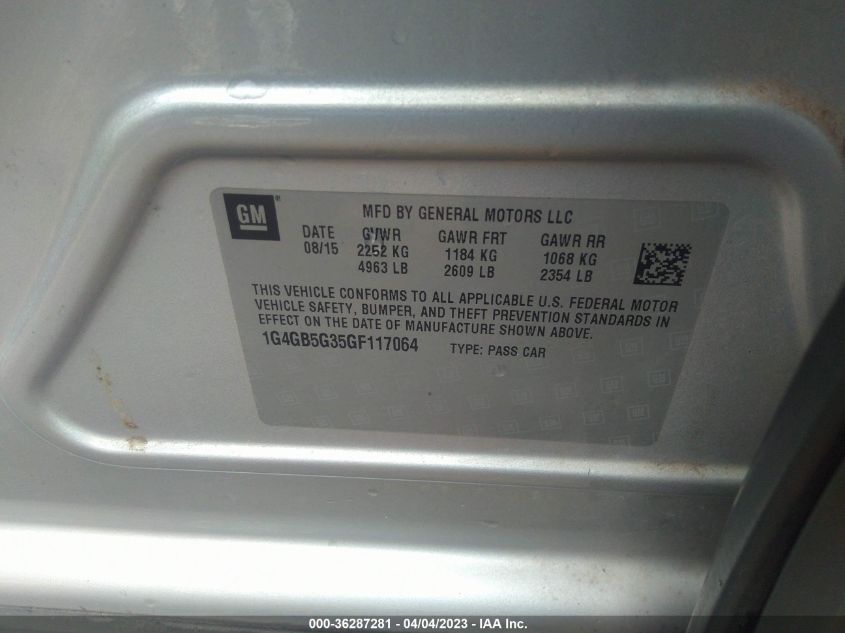 GM ®
MFD BY GENERAL MOTORS LLC
DATE GVWR GAWR FRT GAWR RR
08/15 2252 KG 1184 KG 1068 KG
4963 LB 2609 LB 2354 LB
THIS VEHICLE CONFORMS TO ALL APPLICABLE U.S. FEDERAL MOTOR
VEHICLE SAFETY, BUMPER, AND THEFT PREVENTION STANDARDS IN
EFFECT ON THE DATE OF MANUFACTURE SHOWN ABOVE.
1G4GB5G35GF117064 TYPE: PASS CAR
000-36287281 - 04/04/2023 - IAA Inc.